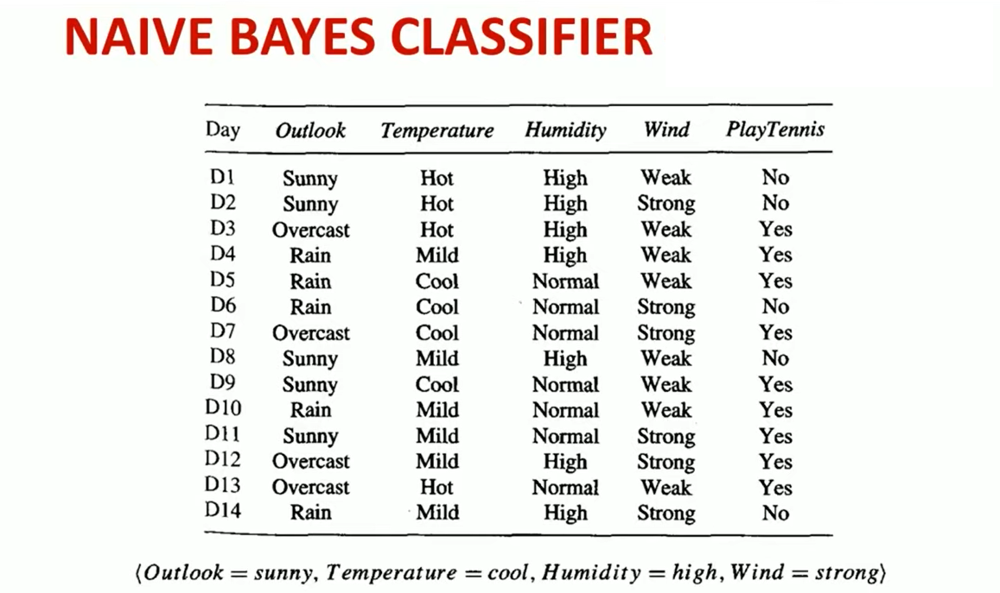 NAIVE BAYES CLASSIFIER
Day Outlook Temperature Humidity Wind PlayTennis
D1 Sunny Hot High Weak No
D2 Sunny Hot High Strong No
D3 Overcast Hot High Weak Yes
D4 Rain Mild High Weak Yes
D5 Rain Cool Normal Weak Yes
D6 Rain Cool Normal Strong No
D7 Overcast Cool Normal Strong Yes
D8 Sunny Mild High Weak No
D9 Sunny Cool Normal Weak Yes
D10 Rain Mild Normal Weak Yes
D11 Sunny Mild Normal Strong Yes
D12 Overcast Mild High Strong Yes
D13 Overcast Hot Normal Weak Yes
D14 Rain Mild High Strong No
⟨Outlook = sunny, Temperature = cool, Humidity = high, Wind = strong⟩